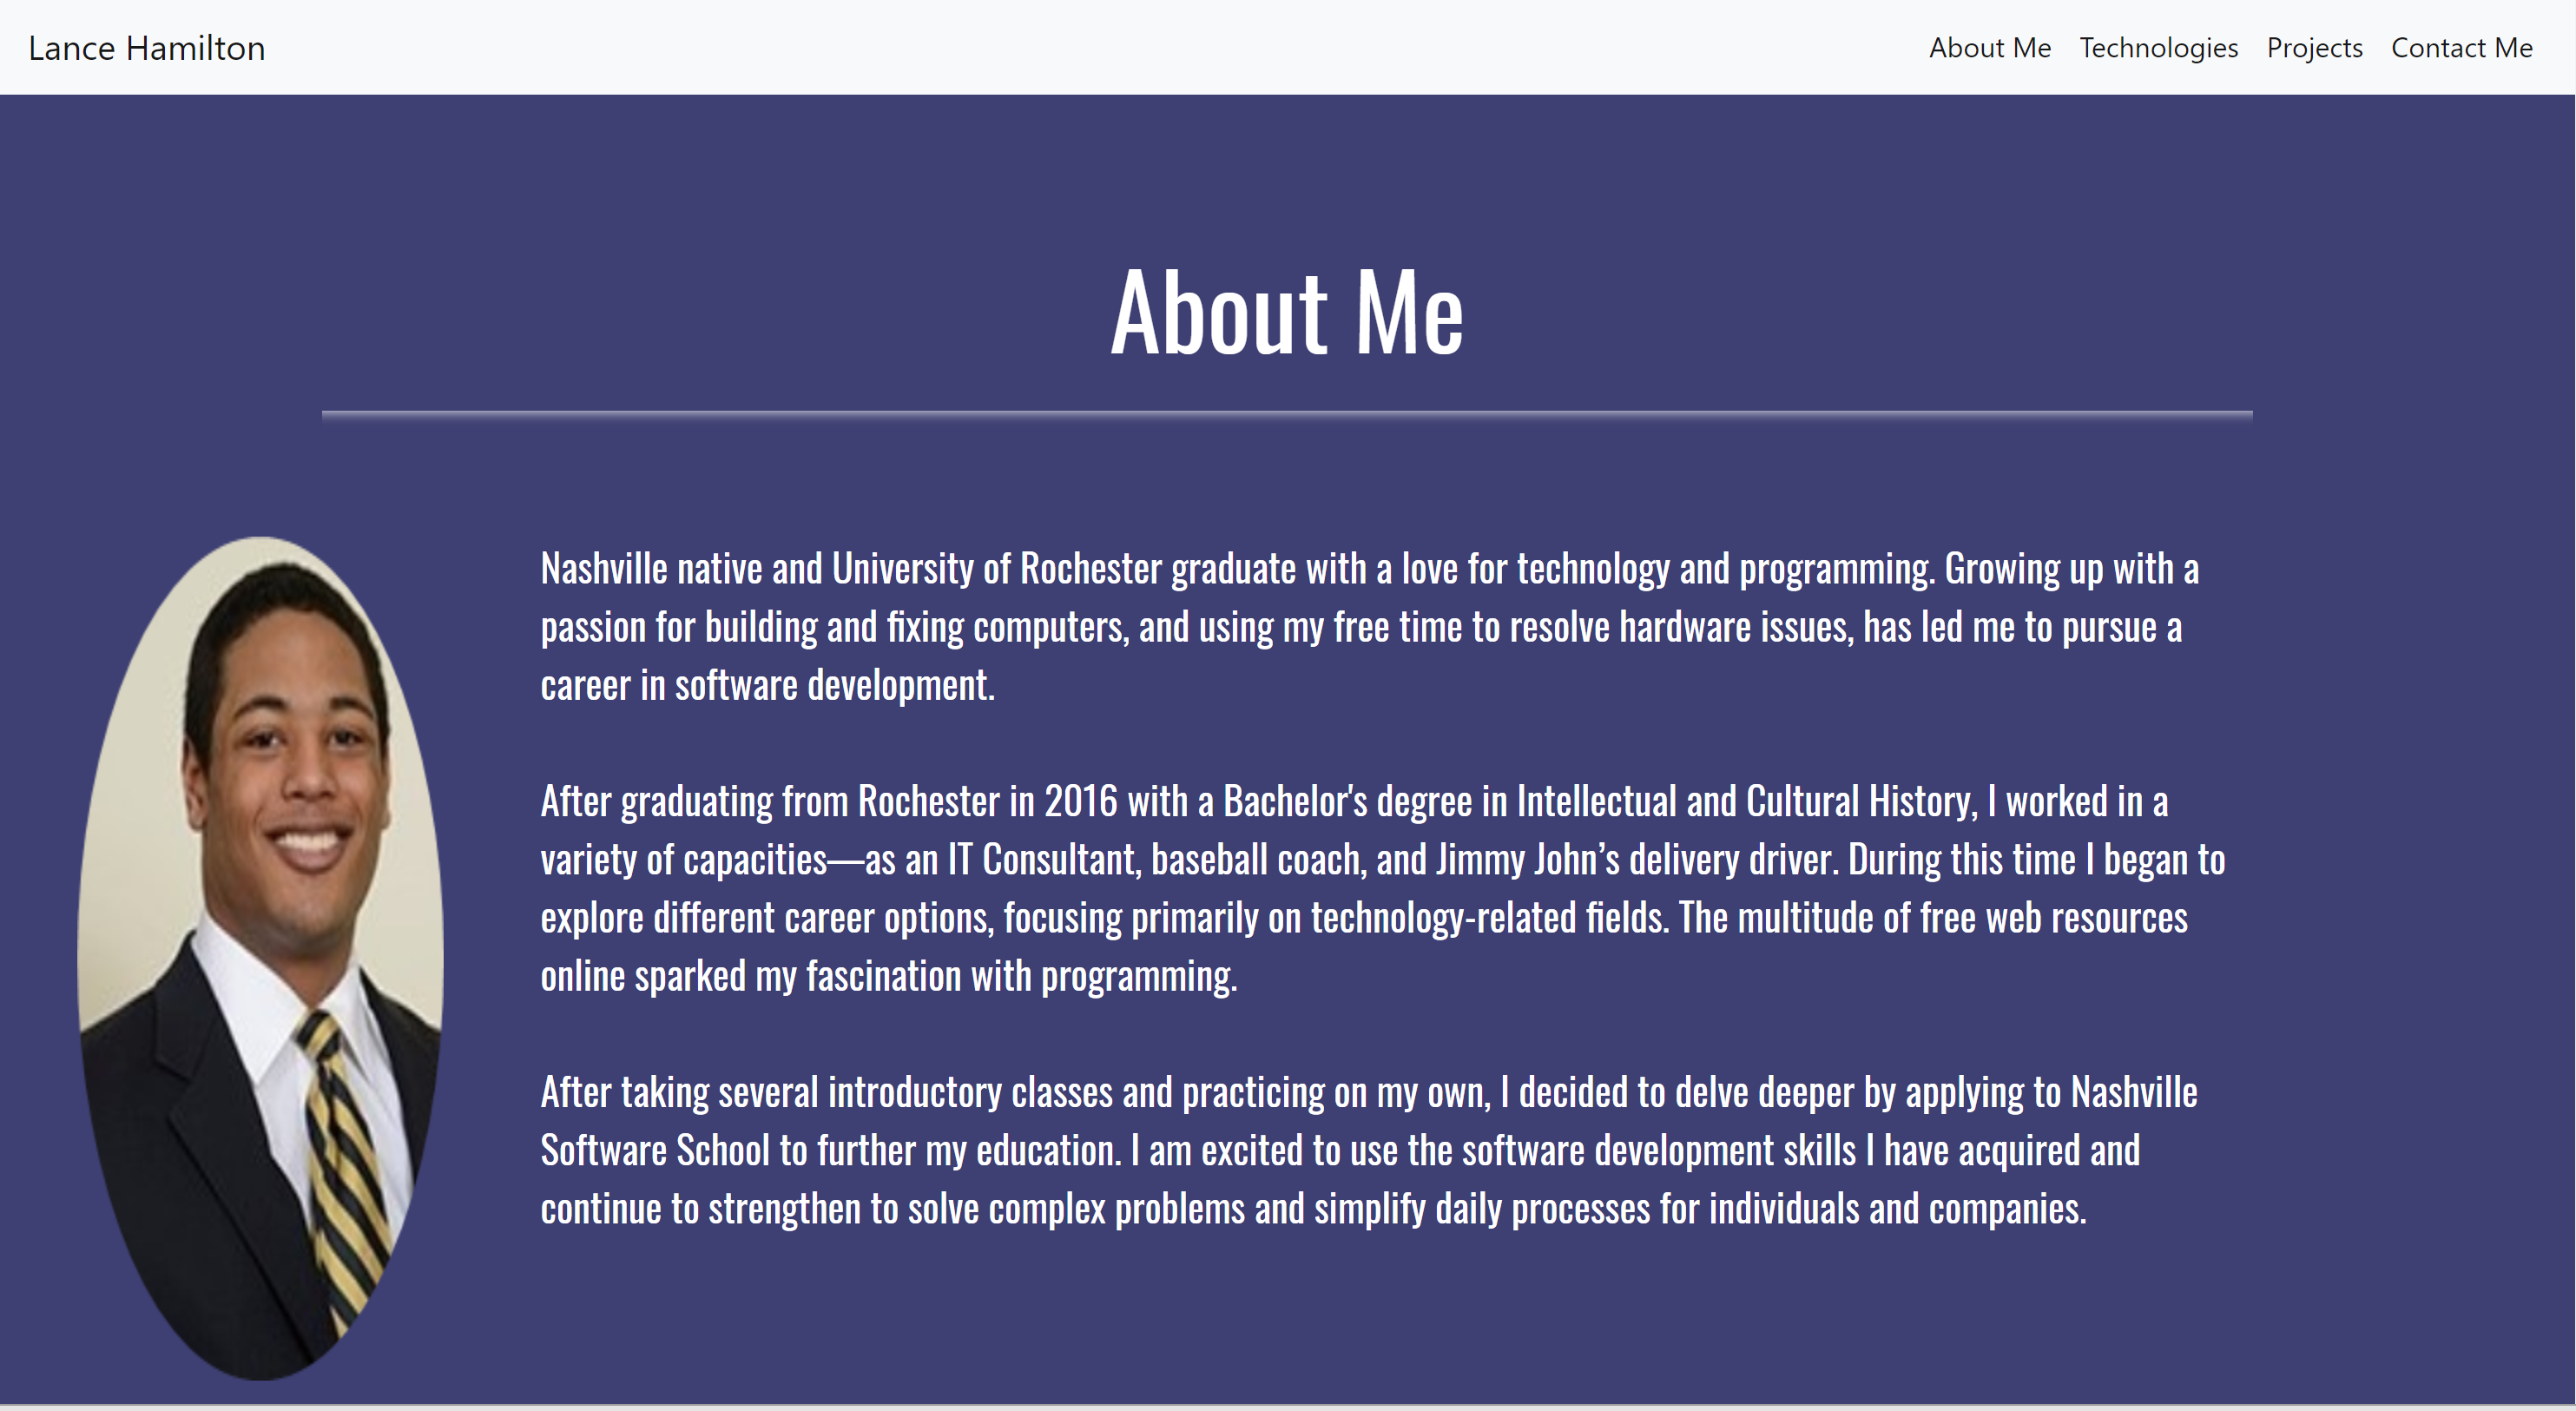 Lance Hamilton
About Me Technologies Projects Contact Me
About Me
Nashville native and University of Rochester graduate with a love for technology and programming. Growing up with a
passion for building and fixing computers, and using my free time to resolve hardware issues, has led me to pursue a
career in software development.
After graduating from Rochester in 2016 with a Bachelor's degree in Intellectual and Cultural History, I worked in a
variety of capacities—as an IT Consultant, baseball coach, and Jimmy John’s delivery driver. During this time I began to
explore different career options, focusing primarily on technology-related fields. The multitude of free web resources
online sparked my fascination with programming.
After taking several introductory classes and practicing on my own, I decided to delve deeper by applying to Nashville
Software School to further my education. I am excited to use the software development skills I have acquired and
continue to strengthen to solve complex problems and simplify daily processes for individuals and companies.